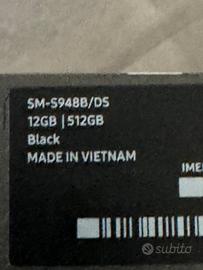 SM-S948B/DS
12GB | 512GB
Black
MADE IN VIETNAM
IMEI
subito